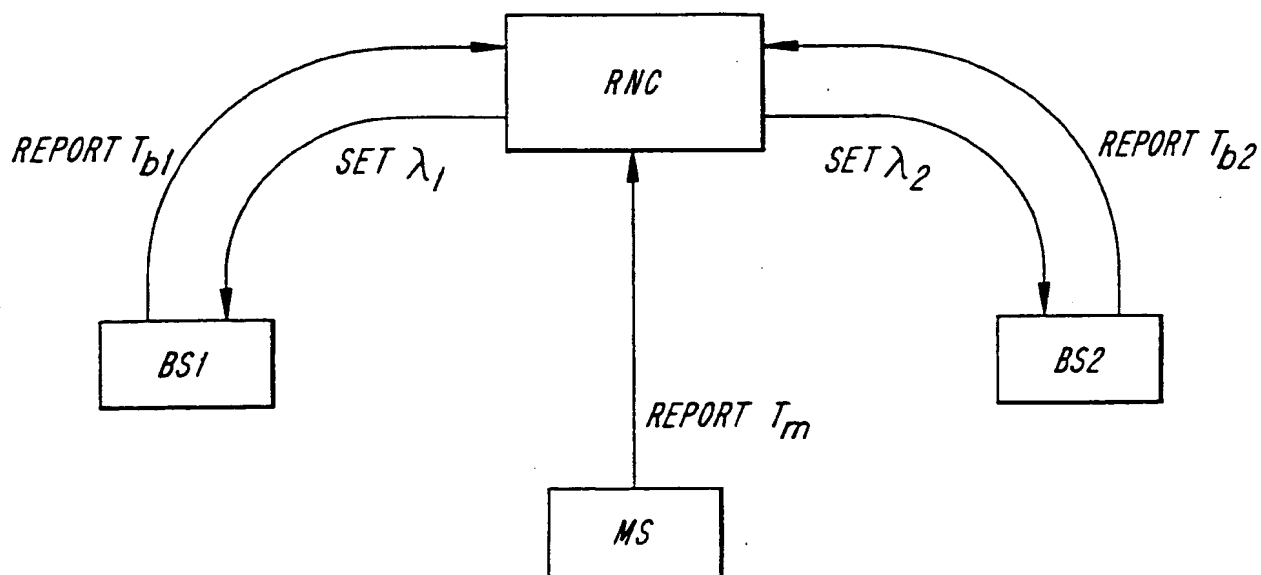 RNC
REPORT T_b1
SET λ_1
SET λ_2
REPORT T_b2
BS1
BS2
REPORT T_m
MS